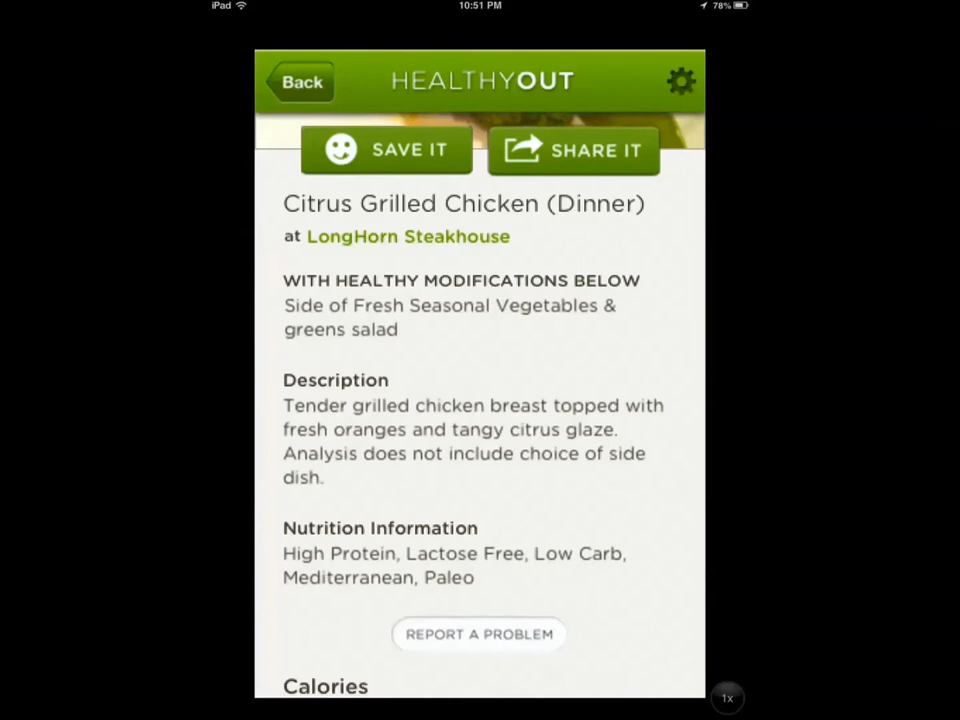 iPad 10:51 PM 78%
Back HEALTHYOUT
SAVE IT SHARE IT
Citrus Grilled Chicken (Dinner)
at LongHorn Steakhouse
WITH HEALTHY MODIFICATIONS BELOW
Side of Fresh Seasonal Vegetables &
greens salad
Description
Tender grilled chicken breast topped with
fresh oranges and tangy citrus glaze.
Analysis does not include choice of side
dish.
Nutrition Information
High Protein, Lactose Free, Low Carb,
Mediterranean, Paleo
REPORT A PROBLEM
Calories
1x